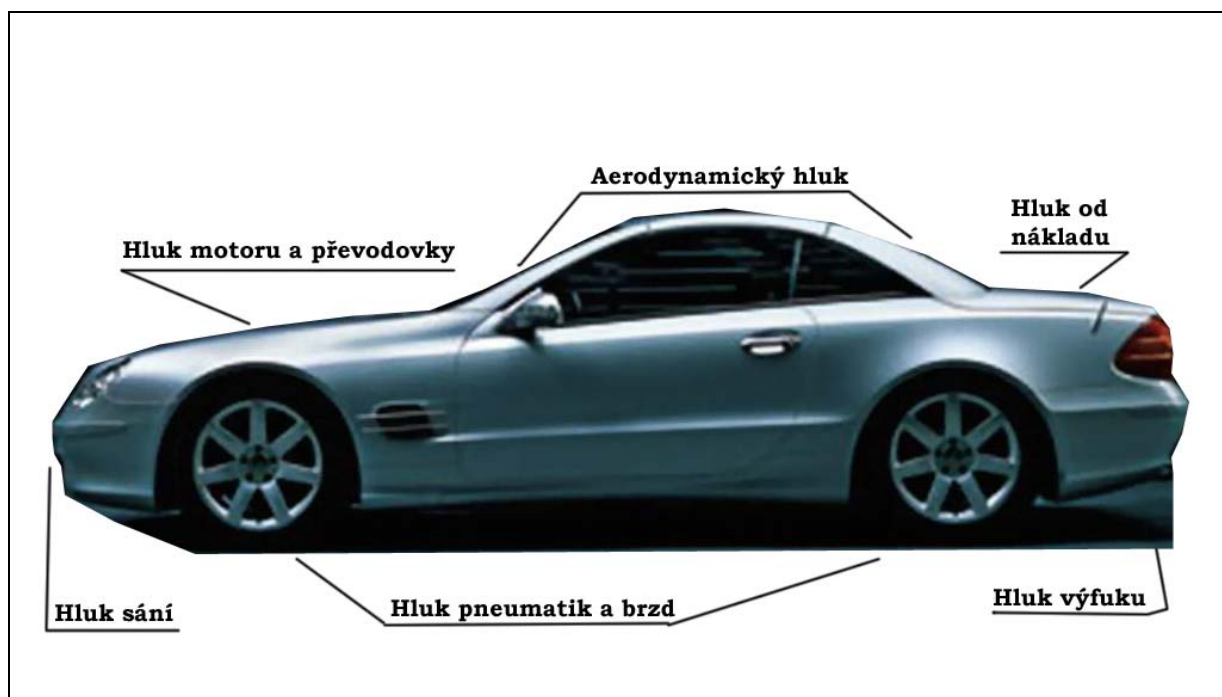 Aerodynamický hluk
Hluk od
nákladu
Hluk motoru a převodovky
Hluk sání
Hluk pneumatik a brzd
Hluk výfuku